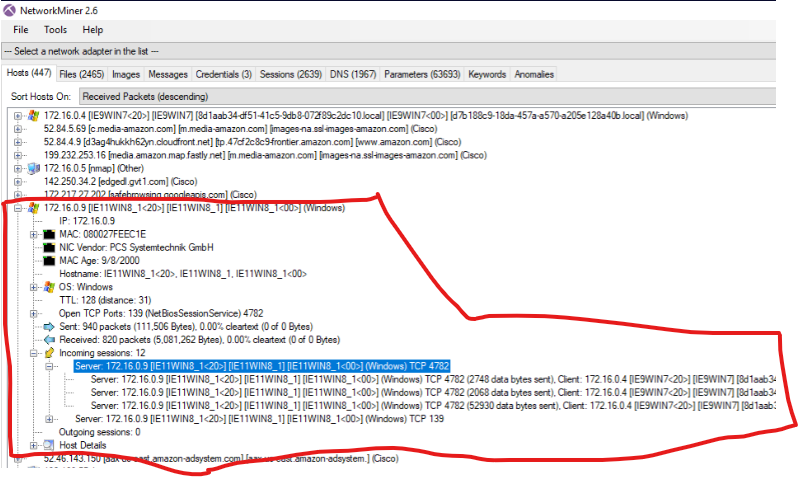 NetworkMiner 2.6
File Tools Help
--- Select a network adapter in the list ---
Hosts (447) Files (2465) Images Messages Credentials (3) Sessions (2639) DNS (1967) Parameters (63693) Keywords Anomalies
Sort Hosts On: Received Packets (descending)
172.16.0.4 [IE9WIN7<20>] [IE9WIN7] [8d1aab34-df51-41c5-9db8-072f89c2dc10.local] [IE9WIN7<00>] [d7b188c9-18da-457a-a570-a205e128a40b.local] (Windows)
52.84.5.69 [c.media-amazon.com] [m.media-amazon.com] [images-na.ssl-images-amazon.com] (Cisco)
52.84.4.9 [d3ag4hukkh62yn.cloudfront.net] [tp.47cf2c8c9-frontier.amazon.com] [www.amazon.com] (Cisco)
199.232.253.16 [media.amazon.map.fastly.net] [m.media-amazon.com] [images-na.ssl-images-amazon.com] (Cisco)
172.16.0.5 [nmap] (Other)
142.250.34.2 [edgedl.gvt1.com] (Cisco)
172.217.27.202 [safebrowsing.googleapis.com] (Cisco)
172.16.0.9 [IE11WIN8_1<20>] [IE11WIN8_1] [IE11WIN8_1<00>] (Windows)
IP: 172.16.0.9
MAC: 080027FEEC1E
NIC Vendor: PCS Systemtechnik GmbH
MAC Age: 9/8/2000
Hostname: IE11WIN8_1<20>, IE11WIN8_1, IE11WIN8_1<00>
OS: Windows
TTL: 128 (distance: 31)
Open TCP Ports: 139 (NetBiosSessionService) 4782
Sent: 940 packets (111,506 Bytes), 0.00% cleartext (0 of 0 Bytes)
Received: 820 packets (5,081,262 Bytes), 0.00% cleartext (0 of 0 Bytes)
Incoming sessions: 12
Server: 172.16.0.9 [IE11WIN8_1<20>] [IE11WIN8_1] [IE11WIN8_1<00>] (Windows) TCP 4782
Server: 172.16.0.9 [IE11WIN8_1<20>] [IE11WIN8_1] [IE11WIN8_1<00>] (Windows) TCP 4782 (2748 data bytes sent), Client: 172.16.0.4 [IE9WIN7<20>] [IE9WIN7] [8d1aab34
Server: 172.16.0.9 [IE11WIN8_1<20>] [IE11WIN8_1] [IE11WIN8_1<00>] (Windows) TCP 4782 (2068 data bytes sent), Client: 172.16.0.4 [IE9WIN7<20>] [IE9WIN7] [8d1aab34
Server: 172.16.0.9 [IE11WIN8_1<20>] [IE11WIN8_1] [IE11WIN8_1<00>] (Windows) TCP 4782 (52930 data bytes sent), Client: 172.16.0.4 [IE9WIN7<20>] [IE9WIN7] [8d1aab3
Server: 172.16.0.9 [IE11WIN8_1<20>] [IE11WIN8_1] [IE11WIN8_1<00>] (Windows) TCP 139
Outgoing sessions: 0
Host Details
52.46.143.150 (Cisco)